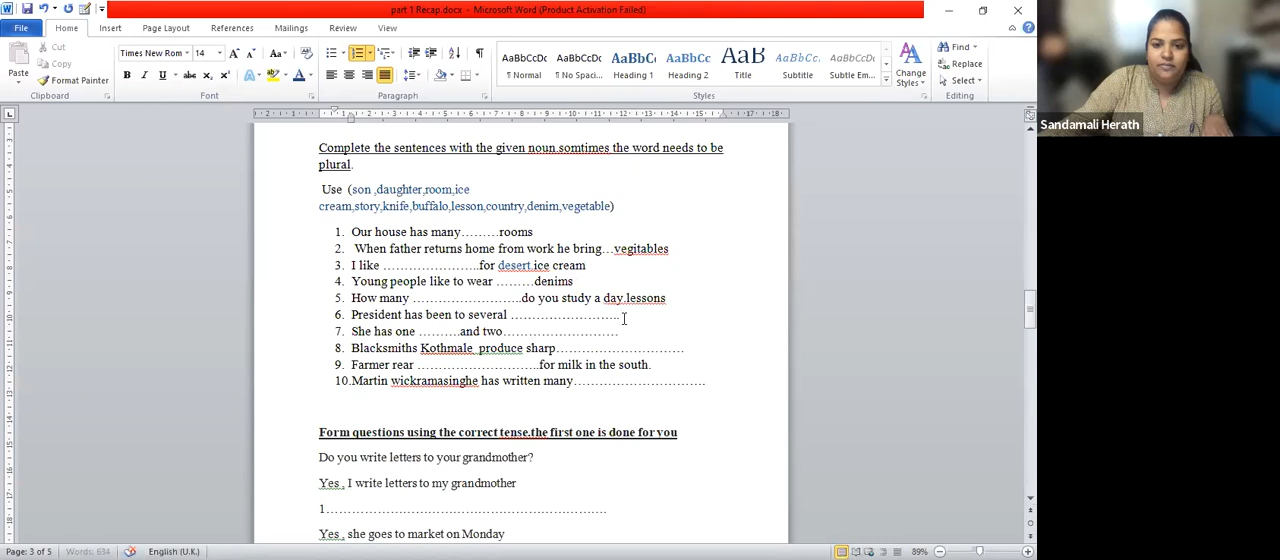 part 1 Recap.docx - Microsoft Word (Product Activation Failed)
File Home Insert Page Layout References Mailings Review View
Cut
Copy
Format Painter
Paste
Clipboard
Times New Rom 14
Font
Paragraph
AaBbCcDc AaBbCcDc AaBbCc AaBbCc AaB AaBbCc AaBbCcDc
¶ Normal ¶ No Spaci... Heading 1 Heading 2 Title Subtitle Subtle Em...
Styles
Change Styles
Find
Replace
Select
Editing
Sandamali Herath
Complete the sentences with the given noun.somtimes the word needs to be
plural.
Use (son ,daughter,room,ice
cream,story,knife,buffalo,lesson,country,denim,vegetable)
1. Our house has many………rooms
2. When father returns home from work he bring…vegitables
3. I like …………………..for desert.ice cream
4. Young people like to wear ………denims
5. How many …………………….do you study a day.lessons
6. President has been to several …………………….
7. She has one ……….and two………………………
8. Blacksmiths Kothmale produce sharp…………………………
9. Farmer rear ……………………..for milk in the south.
10.Martin wickramasinghe has written many…………………………
Form questions using the correct tense.the first one is done for you
Do you write letters to your grandmother?
Yes , I write letters to my grandmother
1…………………………………………………………
Yes , she goes to market on Monday
Page: 3 of 5 Words: 634 English (U.K.) 89%